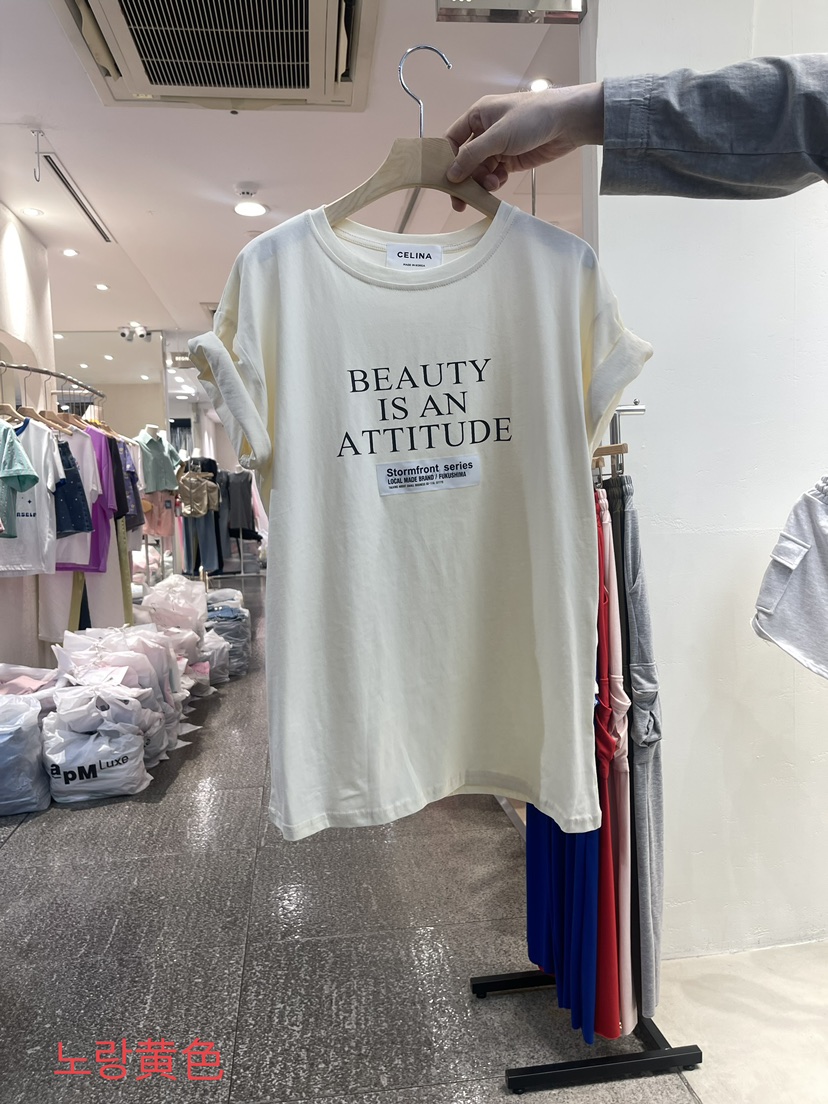 CELINA
MADE IN KOREA
BEAUTY
IS AN
ATTITUDE
Stormfront series
LOCAL MADE BRAND / FUKUSHIMA
apM Luxe
노랑黄色